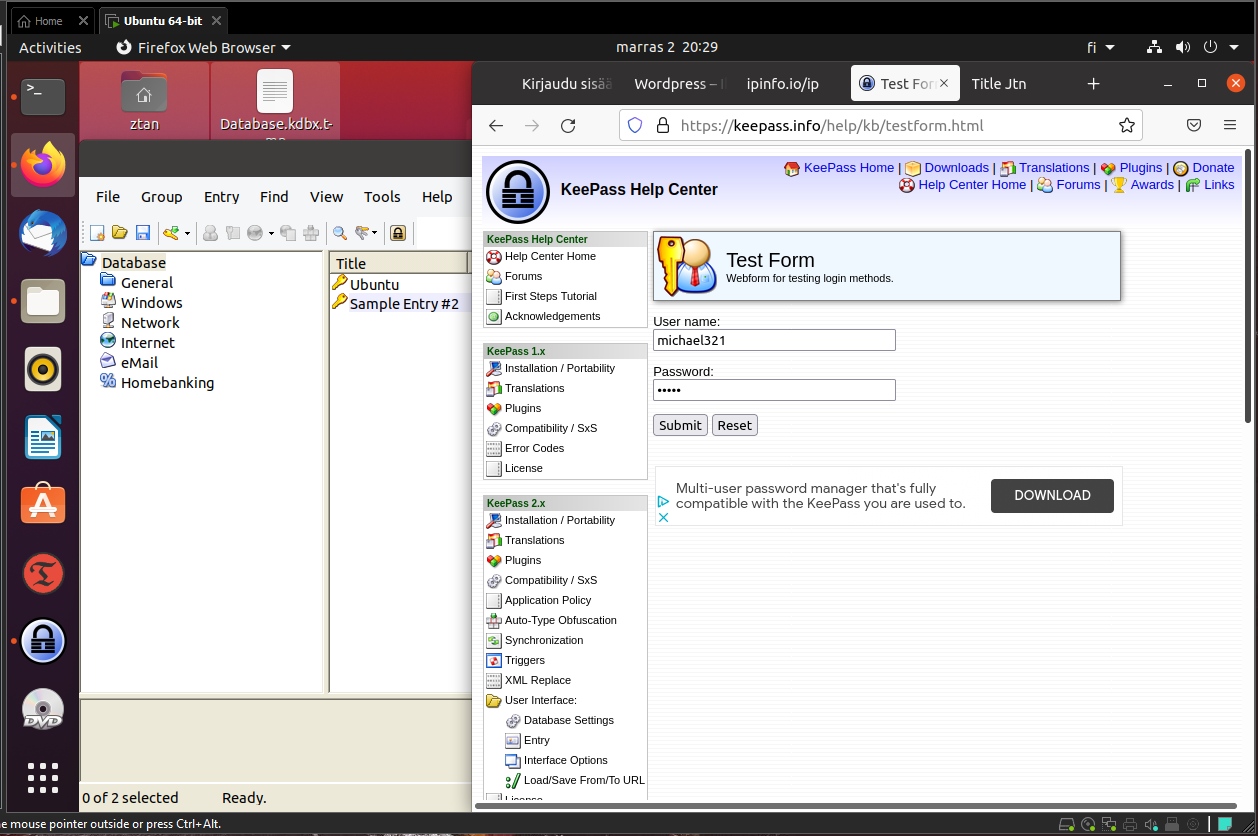 Home
Ubuntu 64-bit
Activities
Firefox Web Browser
marras 2 20:29
fi
ztan
Database.kdbx.t-
Kirjaudu sisää
Wordpress –
ipinfo.io/ip
Test For
Title Jtn
https://keepass.info/help/kb/testform.html
File Group Entry Find View Tools Help
Database
General
Windows
Network
Internet
eMail
Homebanking
Title
Ubuntu
Sample Entry #2
0 of 2 selected
Ready.
KeePass Help Center
KeePass Home | Downloads | Translations | Plugins | Donate
Help Center Home | Forums | Awards | Links
KeePass Help Center
Help Center Home
Forums
First Steps Tutorial
Acknowledgements
KeePass 1.x
Installation / Portability
Translations
Plugins
Compatibility / SxS
Error Codes
License
KeePass 2.x
Installation / Portability
Translations
Plugins
Compatibility / SxS
Application Policy
Auto-Type Obfuscation
Synchronization
Triggers
XML Replace
User Interface:
Database Settings
Entry
Interface Options
Load/Save From/To URL
License
Test Form
Webform for testing login methods.
User name:
michael321
Password:
•••••
Submit
Reset
Multi-user password manager that's fully
compatible with the KeePass you are used to.
DOWNLOAD
DVD
e mouse pointer outside or press Ctrl+Alt.